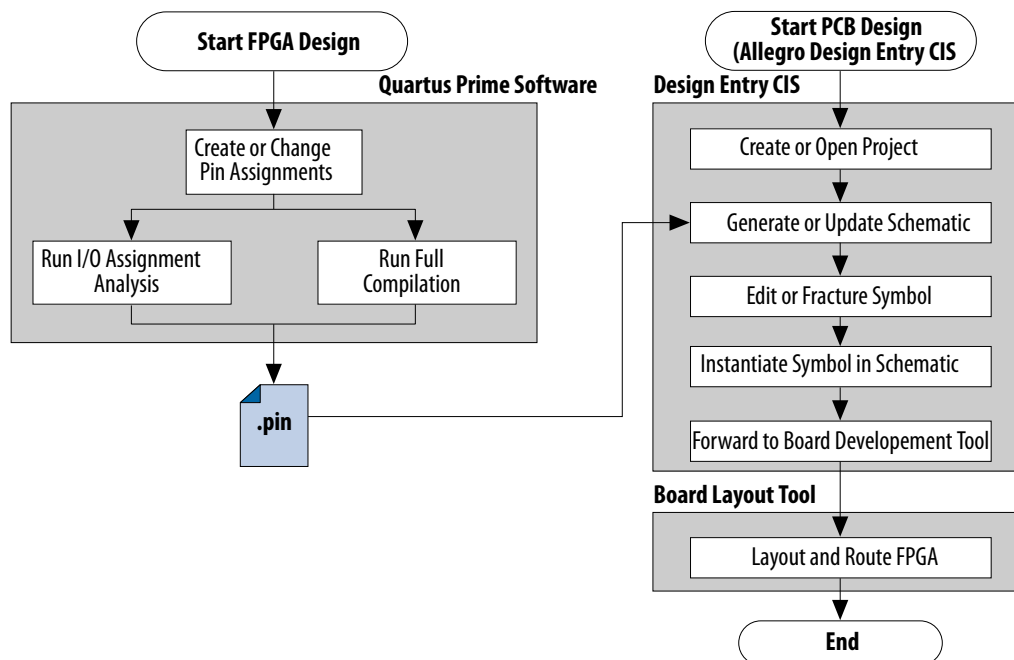 Start FPGA Design
Quartus Prime Software
Create or Change
Pin Assignments
Run I/O Assignment
Analysis
Run Full
Compilation
.pin
Start PCB Design
(Allegro Design Entry CIS
Design Entry CIS
Create or Open Project
Generate or Update Schematic
Edit or Fracture Symbol
Instantiate Symbol in Schematic
Forward to Board Developement Tool
Board Layout Tool
Layout and Route FPGA
End